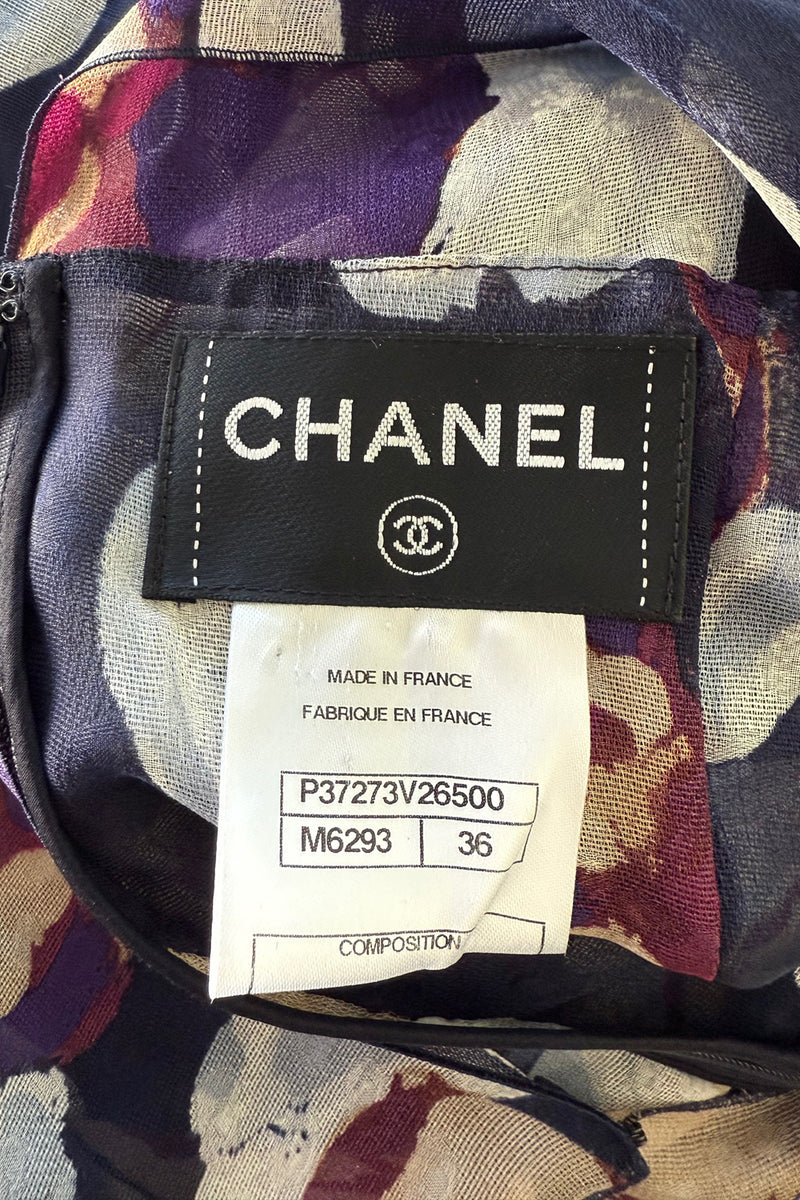 CHANEL
MADE IN FRANCE
FABRIQUE EN FRANCE
P37273V26500
M6293 36
COMPOSITION